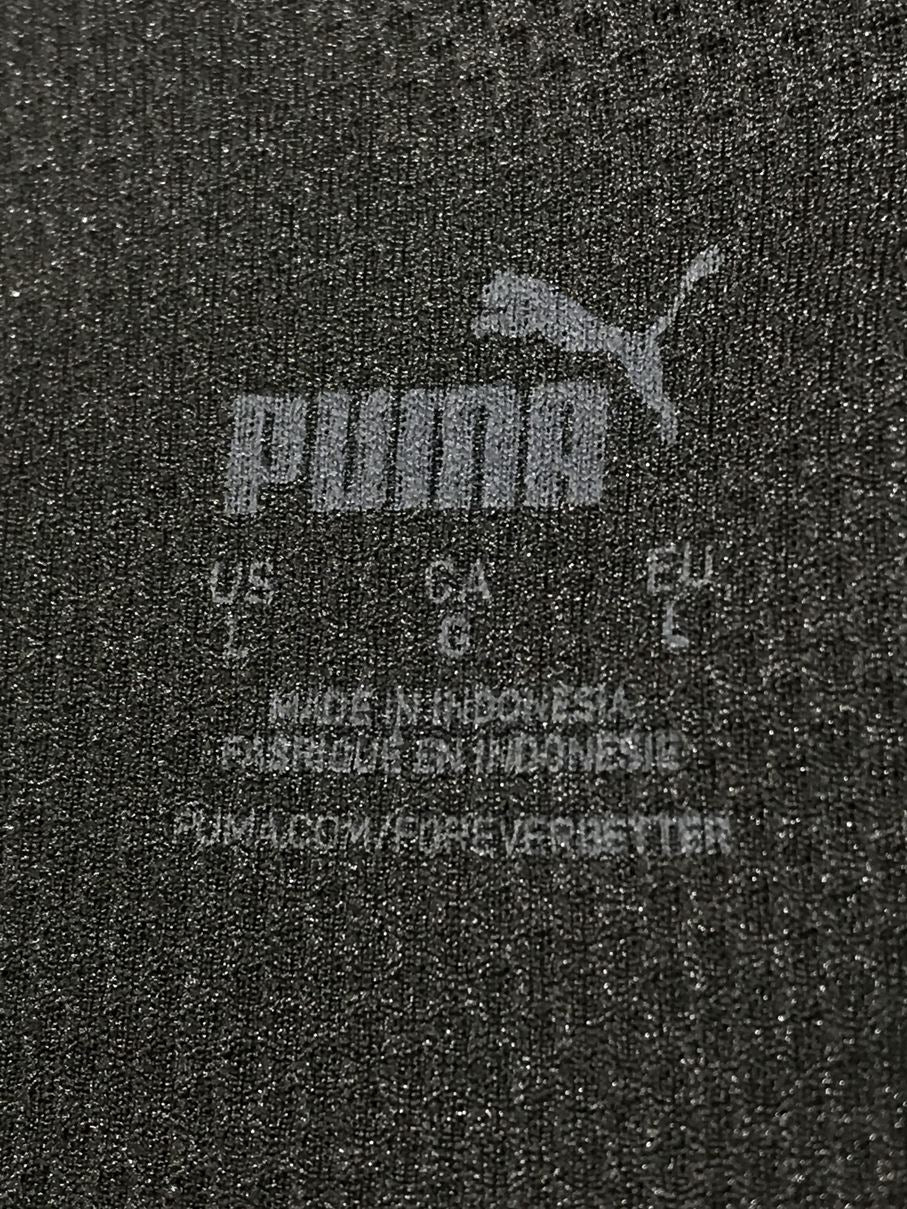 PUMA
US CA EU
L G L
MADE IN INDONESIA
FABRIQUÉ EN INDONÉSIE
PUMA.COM/FOREVERBETTER